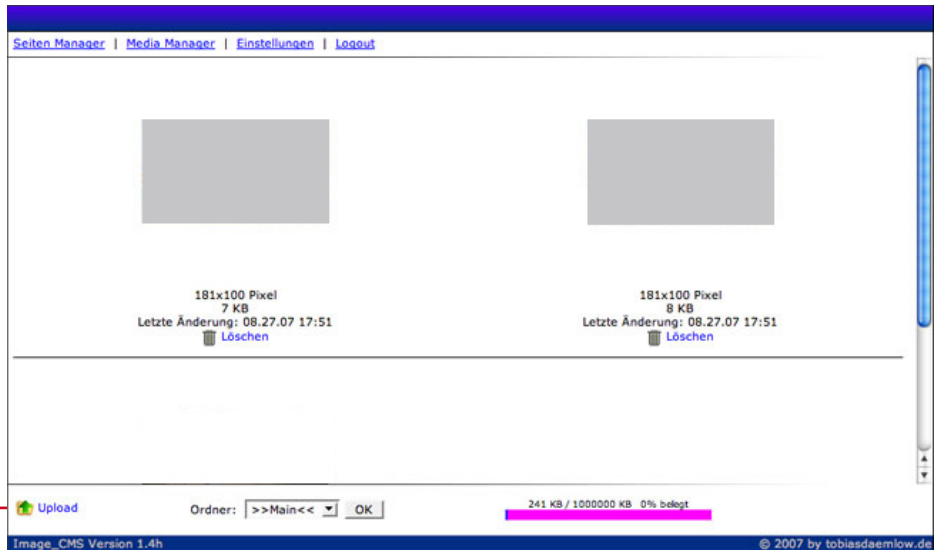 Seiten Manager | Media Manager | Einstellungen | Logout
181x100 Pixel
7 KB
Letzte Änderung: 08.27.07 17:51
Löschen
181x100 Pixel
8 KB
Letzte Änderung: 08.27.07 17:51
Löschen
Upload
Ordner: >>Main<< OK
241 KB / 1000000 KB 0% belegt
Image_CMS Version 1.4h
© 2007 by tobiasdaemlow.de